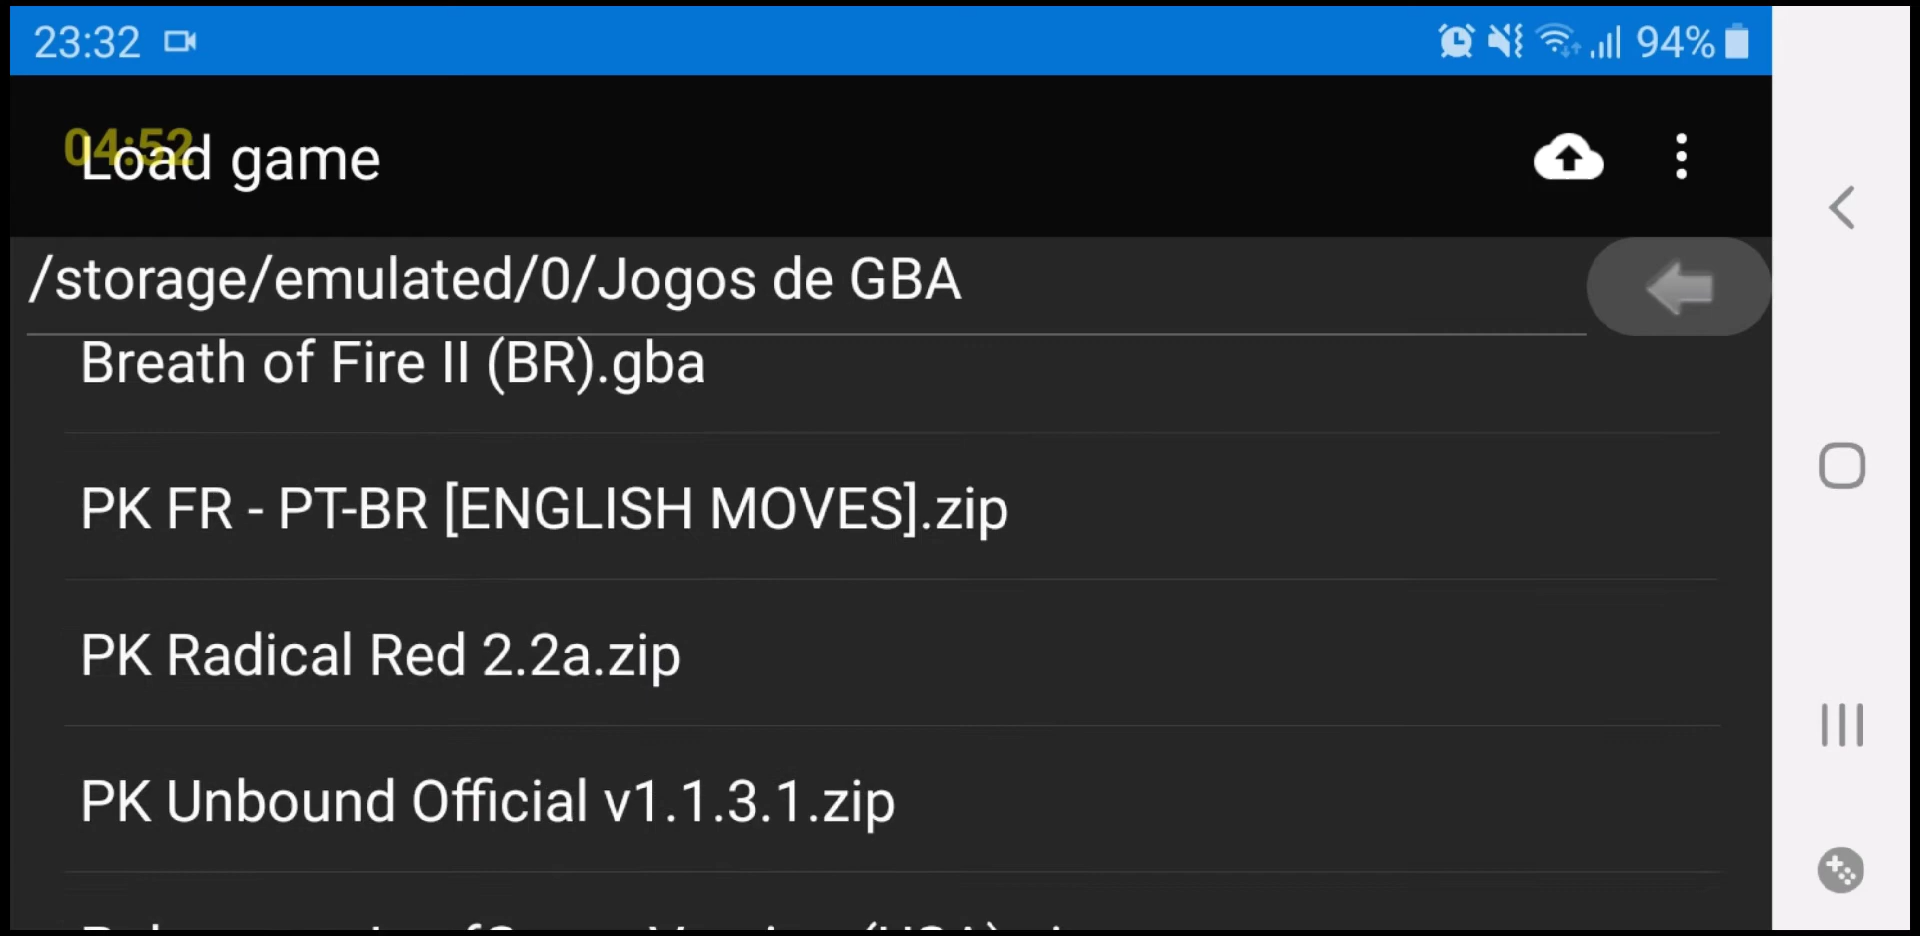 23:32 94%
04:52
Load game
/storage/emulated/0/Jogos de GBA
Breath of Fire II (BR).gba
PK FR - PT-BR [ENGLISH MOVES].zip
PK Radical Red 2.2a.zip
PK Unbound Official v1.1.3.1.zip